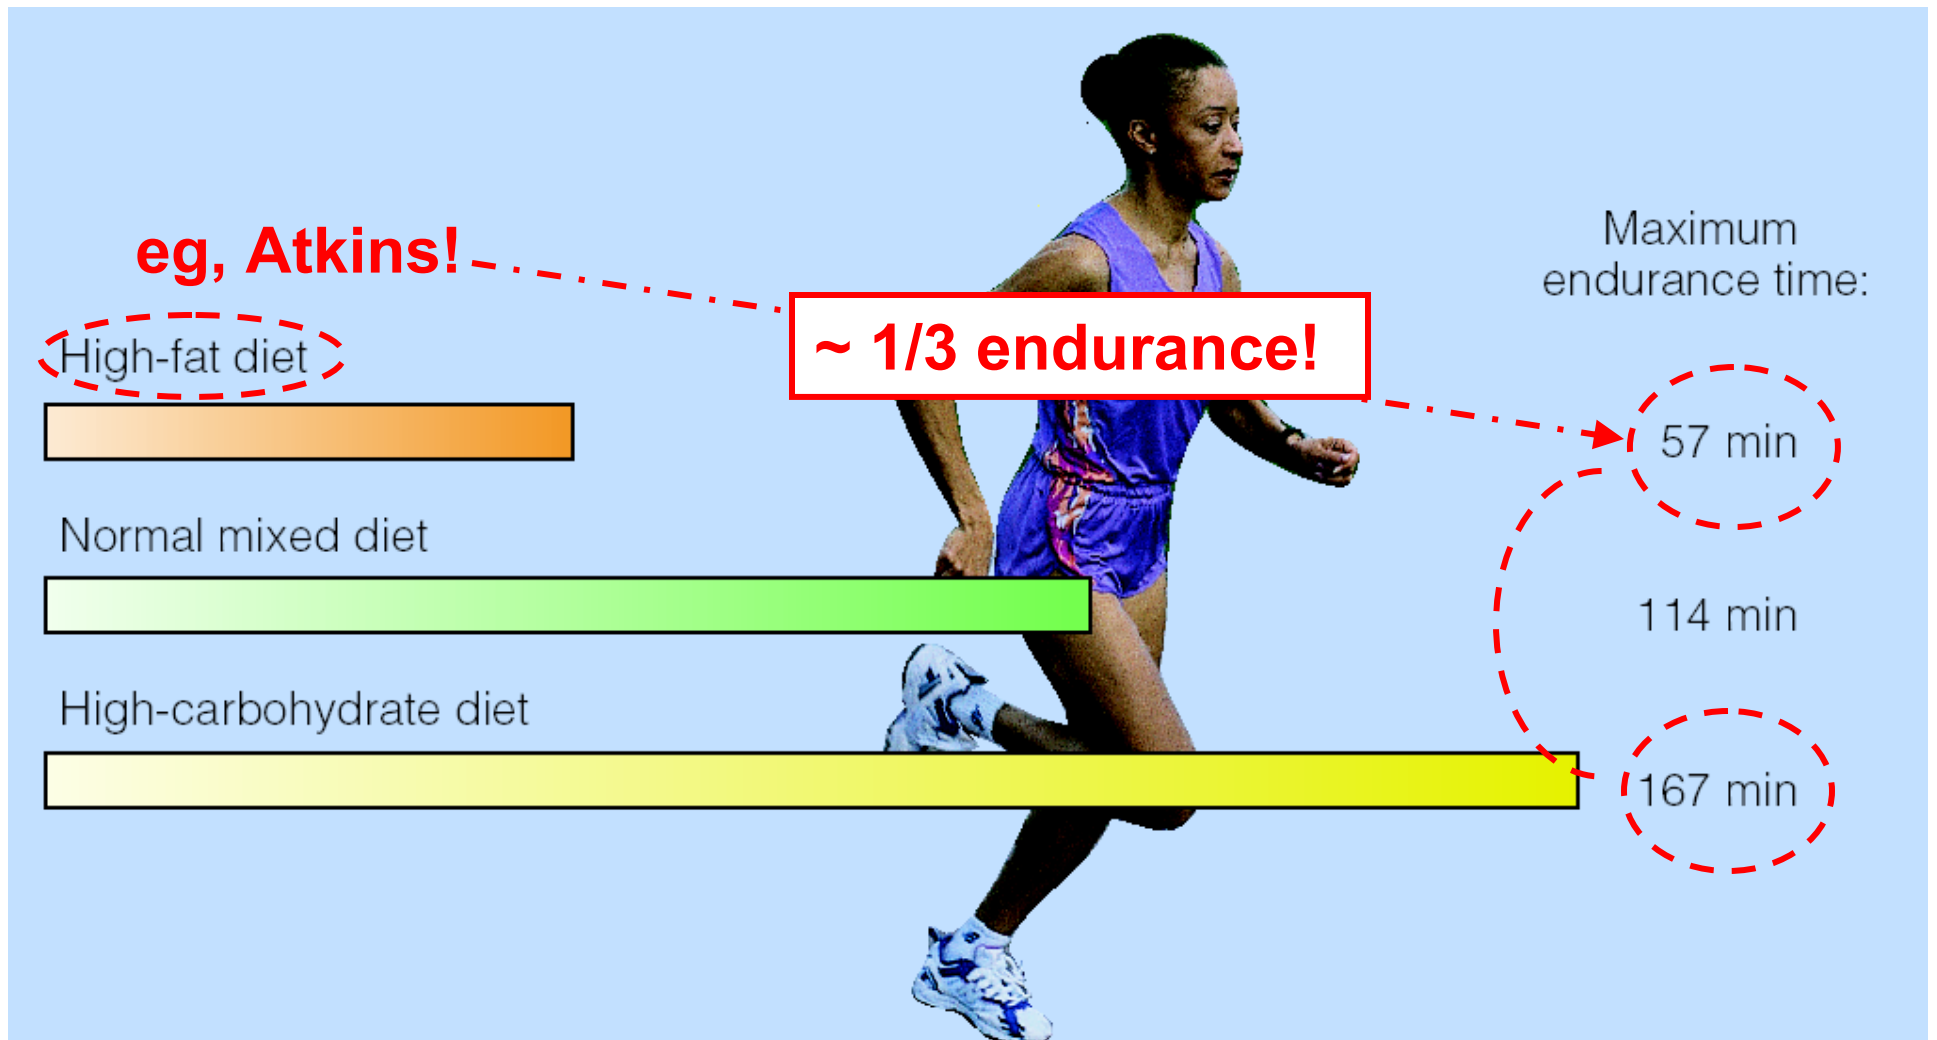 eg, Atkins!
~ 1/3 endurance!
Maximum
endurance time:
High-fat diet
57 min
Normal mixed diet
114 min
High-carbohydrate diet
167 min